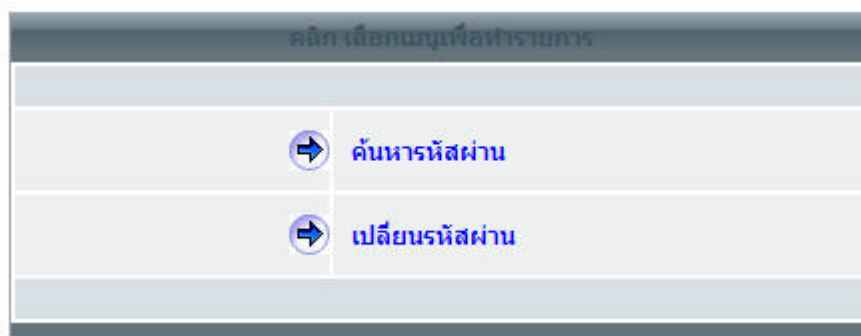 คลิก เลือกเมนูเพื่อทำรายการ
ค้นหารหัสผ่าน
เปลี่ยนรหัสผ่าน